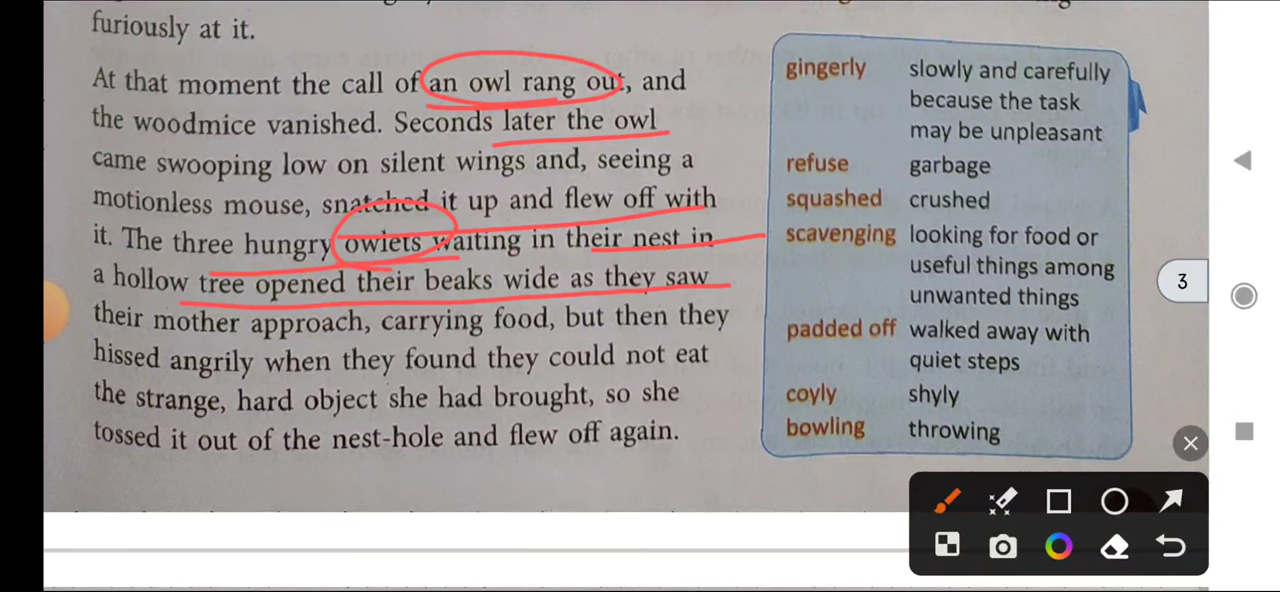 furiously at it.
At that moment the call of an owl rang out, and
the woodmice vanished. Seconds later the owl
came swooping low on silent wings and, seeing a
motionless mouse, snatched it up and flew off with
it. The three hungry owlets waiting in their nest in
a hollow tree opened their beaks wide as they saw
their mother approach, carrying food, but then they
hissed angrily when they found they could not eat
the strange, hard object she had brought, so she
tossed it out of the nest-hole and flew off again.
gingerly slowly and carefully
because the task
may be unpleasant
refuse garbage
squashed crushed
scavenging looking for food or
useful things among
unwanted things
padded off walked away with
quiet steps
coyly shyly
bowling throwing
3